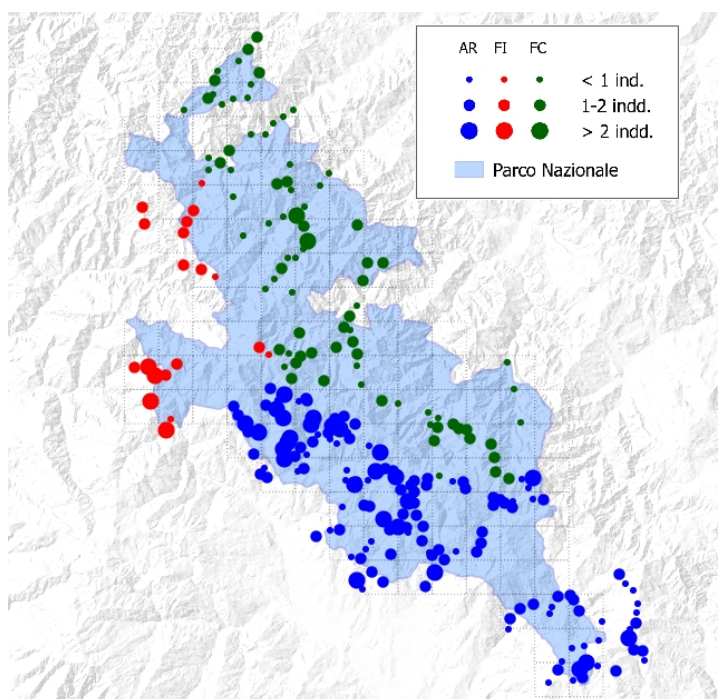 AR FI FC
< 1 ind.
1-2 indd.
> 2 indd.
Parco Nazionale